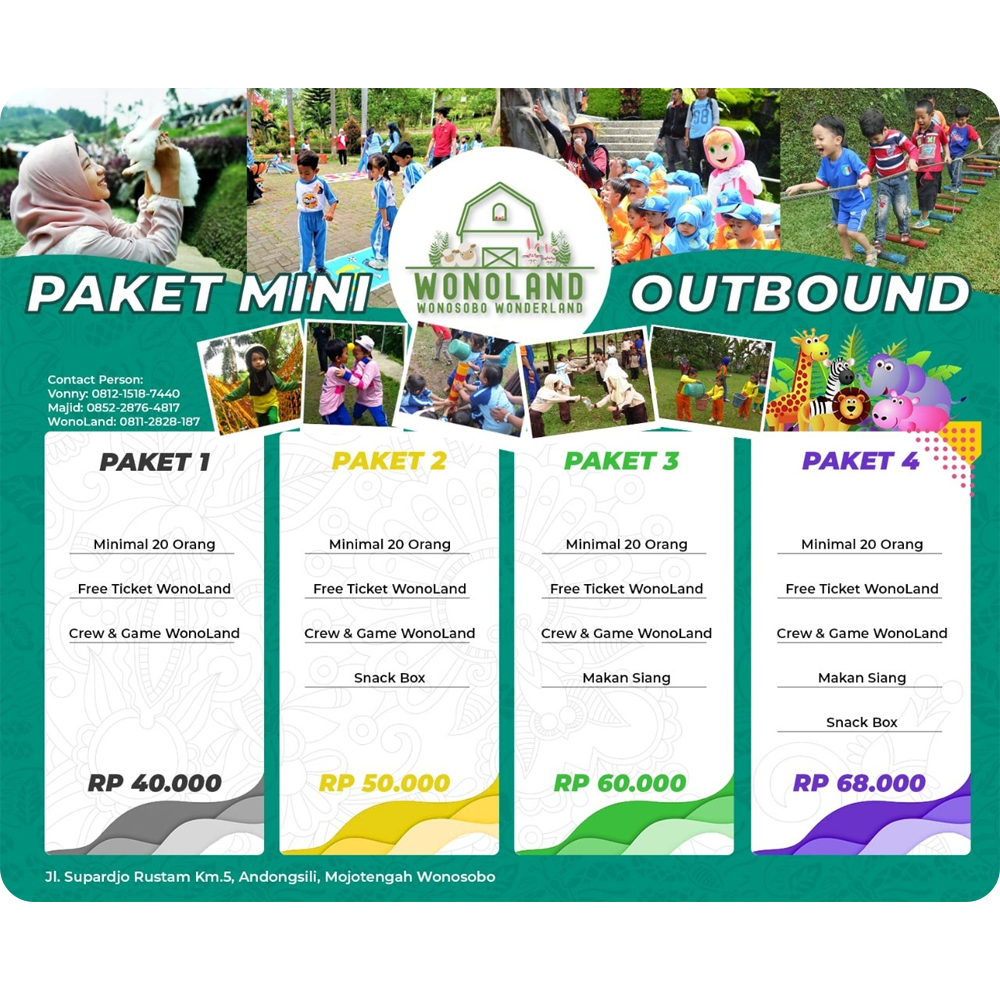 PAKET MINI
WONOLAND
WONOSOBO WONDERLAND
OUTBOUND
Contact Person:
Vonny: 0812-1518-7440
Majid: 0852-2876-4817
WonoLand: 0811-2828-187
PAKET 1
Minimal 20 Orang
Free Ticket WonoLand
Crew & Game WonoLand
RP 40.000
PAKET 2
Minimal 20 Orang
Free Ticket WonoLand
Crew & Game WonoLand
Snack Box
RP 50.000
PAKET 3
Minimal 20 Orang
Free Ticket WonoLand
Crew & Game WonoLand
Makan Siang
RP 60.000
PAKET 4
Minimal 20 Orang
Free Ticket WonoLand
Crew & Game WonoLand
Makan Siang
Snack Box
RP 68.000
Jl. Supardjo Rustam Km.5, Andongsili, Mojotengah Wonosobo